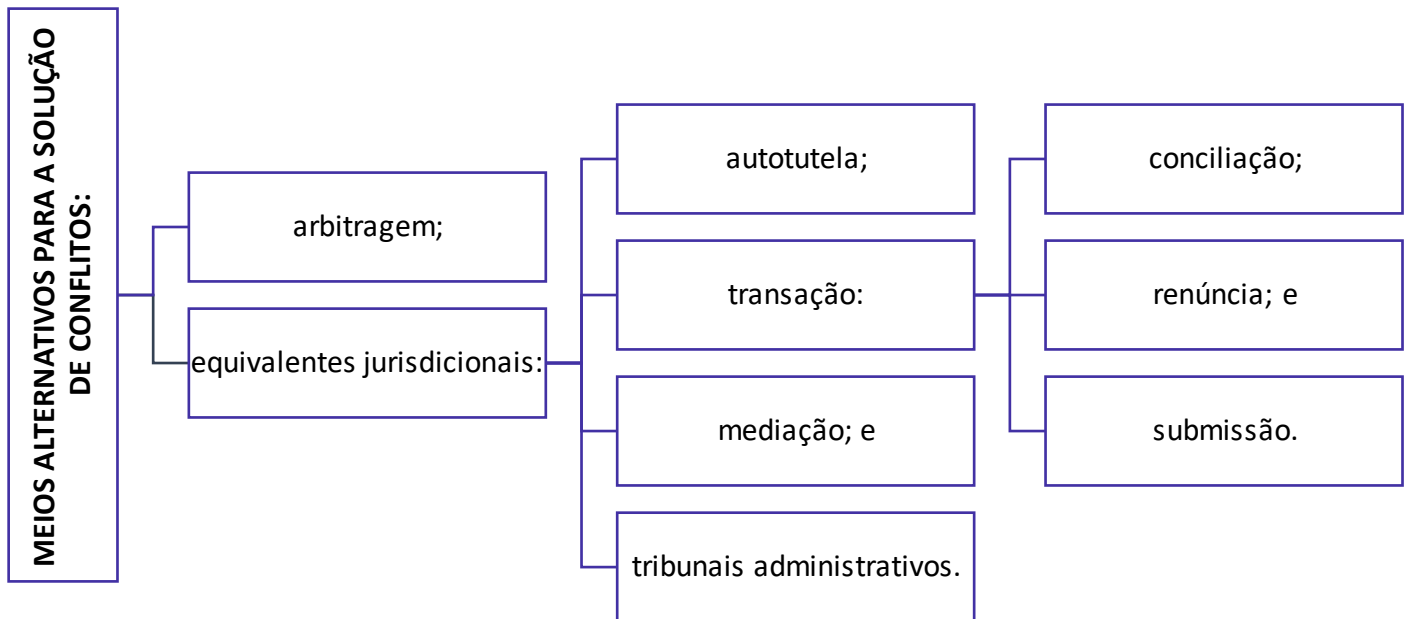 MEIOS ALTERNATIVOS PARA A SOLUÇÃO
DE CONFLITOS:
arbitragem;
equivalentes jurisdicionais:
autotutela;
transação:
mediação; e
tribunais administrativos.
conciliação;
renúncia; e
submissão.